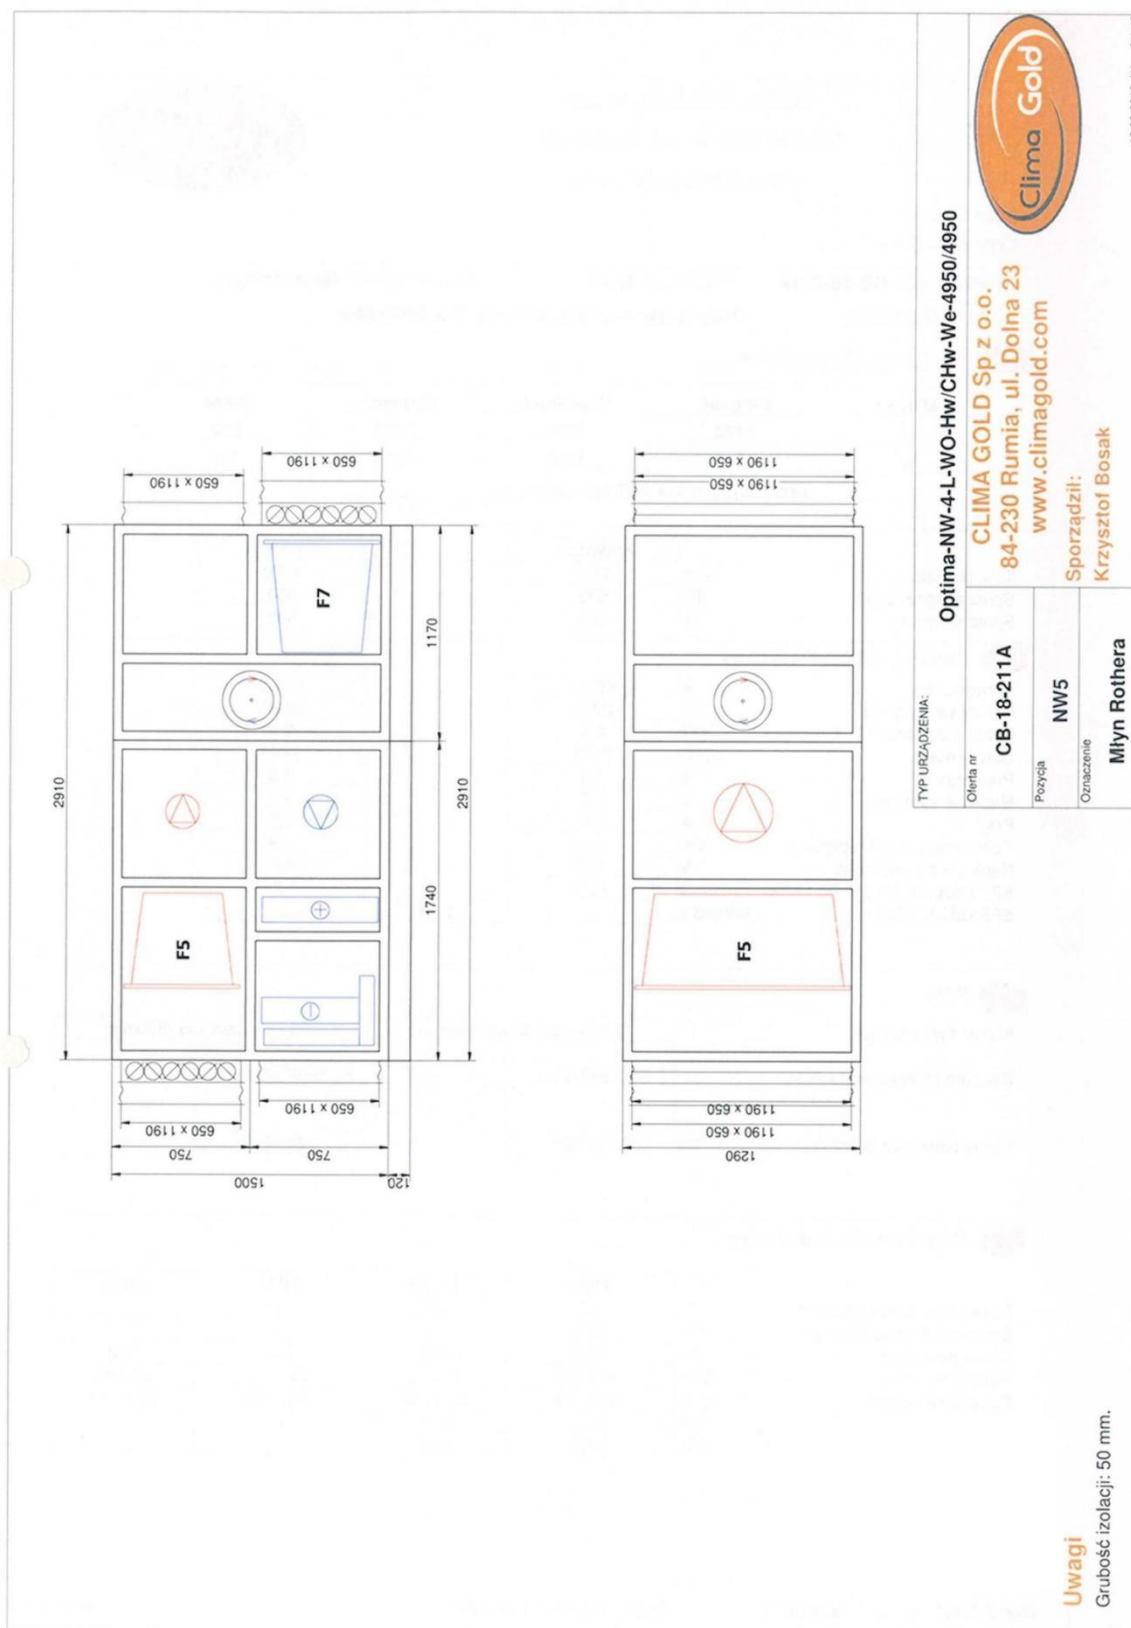 2910
650 x 1190
650 x 1190
F7
F5
1170
1740
2910
650 x 1190
650 x 1190
750
750
1500
120
650 x 1190
1190 x 650
F5
1190 x 650
1190 x 650
1290
TYP URZĄDZENIA:
Optima-NW-4-L-WO-Hw/CHw-We-4950/4950
Oferta nr
CB-18-211A
Pozycja
NW5
Oznaczenie
Młyn Rothera
CLIMA GOLD Sp z o.o.
84-230 Rumia, ul. Dolna 23
www.climagold.com
Sporządził:
Krzysztof Bosak
Clima Gold
Uwagi
Grubość izolacji: 50 mm.